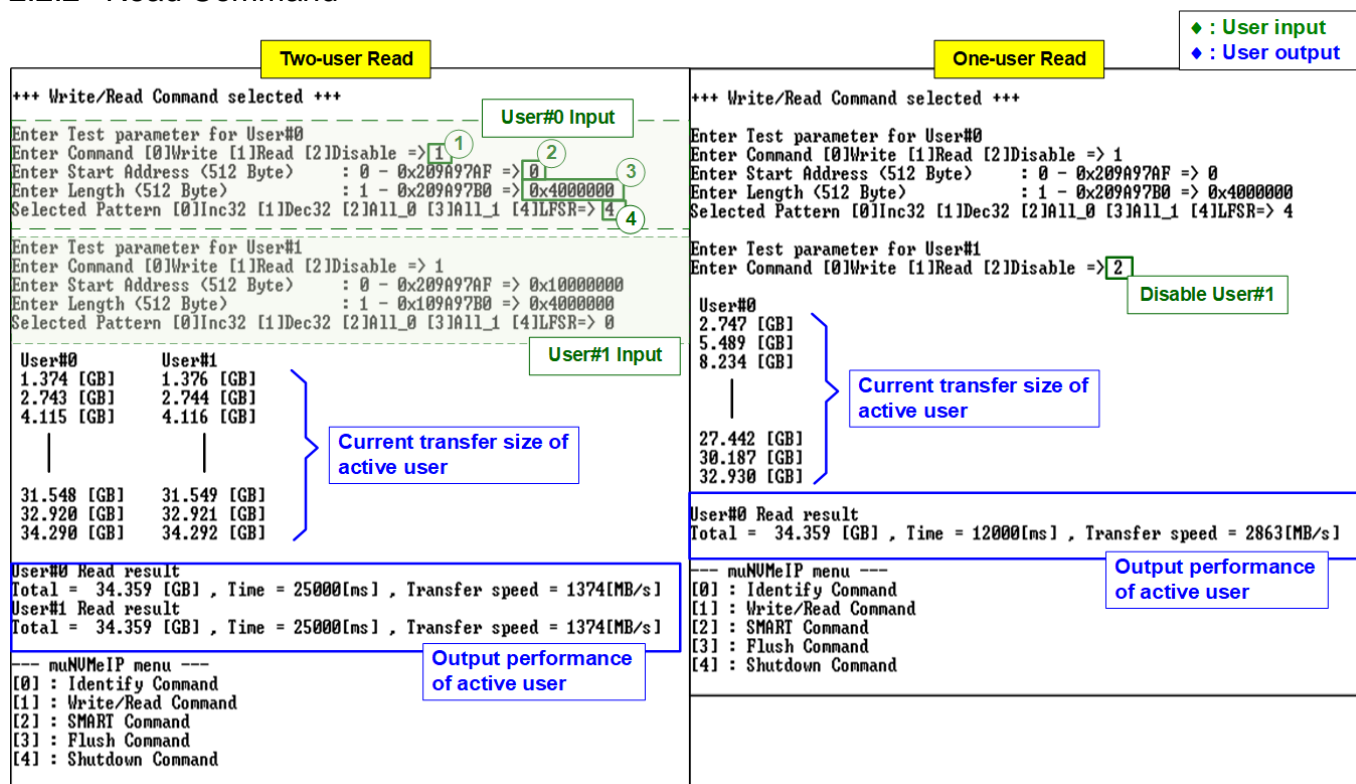 2.2.2 Read Command
♦ : User input
♦ : User output
Two-user Read
+++ Write/Read Command selected +++
User#0 Input
Enter Test parameter for User#0
Enter Command [0]Write [1]Read [2]Disable => 1
1
Enter Start Address (512 Byte) : 0 - 0x209A97AF => 0
2
Enter Length (512 Byte) : 1 - 0x209A97B0 => 0x4000000
3
Selected Pattern [0]Inc32 [1]Dec32 [2]All_0 [3]All_1 [4]LFSR=> 4
4
Enter Test parameter for User#1
Enter Command [0]Write [1]Read [2]Disable => 1
Enter Start Address (512 Byte) : 0 - 0x209A97AF => 0x10000000
Enter Length (512 Byte) : 1 - 0x109A97B0 => 0x4000000
Selected Pattern [0]Inc32 [1]Dec32 [2]All_0 [3]All_1 [4]LFSR=> 0
User#1 Input
User#0 User#1
1.374 [GB] 1.376 [GB]
2.743 [GB] 2.744 [GB]
4.115 [GB] 4.116 [GB]
Current transfer size of
active user
31.548 [GB] 31.549 [GB]
32.920 [GB] 32.921 [GB]
34.290 [GB] 34.292 [GB]
User#0 Read result
Total = 34.359 [GB] , Time = 25000[ms] , Transfer speed = 1374[MB/s]
User#1 Read result
Total = 34.359 [GB] , Time = 25000[ms] , Transfer speed = 1374[MB/s]
Output performance
of active user
--- muNVMeIP menu ---
[0] : Identify Command
[1] : Write/Read Command
[2] : SMART Command
[3] : Flush Command
[4] : Shutdown Command
One-user Read
+++ Write/Read Command selected +++
Enter Test parameter for User#0
Enter Command [0]Write [1]Read [2]Disable => 1
Enter Start Address (512 Byte) : 0 - 0x209A97AF => 0
Enter Length (512 Byte) : 1 - 0x209A97B0 => 0x4000000
Selected Pattern [0]Inc32 [1]Dec32 [2]All_0 [3]All_1 [4]LFSR=> 4
Enter Test parameter for User#1
Enter Command [0]Write [1]Read [2]Disable => 2
Disable User#1
User#0
2.747 [GB]
5.489 [GB]
8.234 [GB]
Current transfer size of
active user
27.442 [GB]
30.187 [GB]
32.930 [GB]
User#0 Read result
Total = 34.359 [GB] , Time = 12000[ms] , Transfer speed = 2863[MB/s]
Output performance
of active user
--- muNVMeIP menu ---
[0] : Identify Command
[1] : Write/Read Command
[2] : SMART Command
[3] : Flush Command
[4] : Shutdown Command